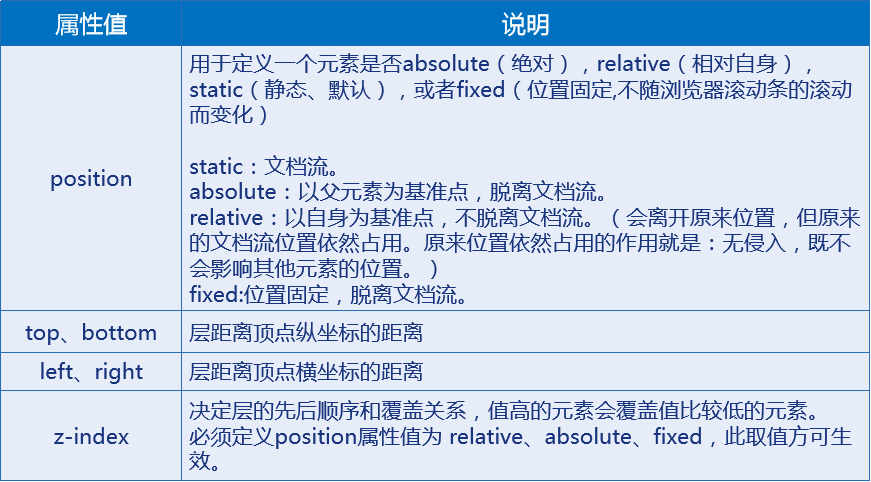 属性值
说明
position
用于定义一个元素是否absolute（绝对），relative（相对自身），
static（静态、默认），或者fixed（位置固定,不随浏览器滚动条的滚动
而变化）
static：文档流。
absolute：以父元素为基准点，脱离文档流。
relative：以自身为基准点，不脱离文档流。（会离开原来位置，但原来
的文档流位置依然占用。原来位置依然占用的作用就是：无侵入，既不
会影响其他元素的位置。）
fixed:位置固定，脱离文档流。
top、bottom
层距离顶点纵坐标的距离
left、right
层距离顶点横坐标的距离
z-index
决定层的先后顺序和覆盖关系，值高的元素会覆盖值比较低的元素。
必须定义position属性值为 relative、absolute、fixed，此取值方可生
效。